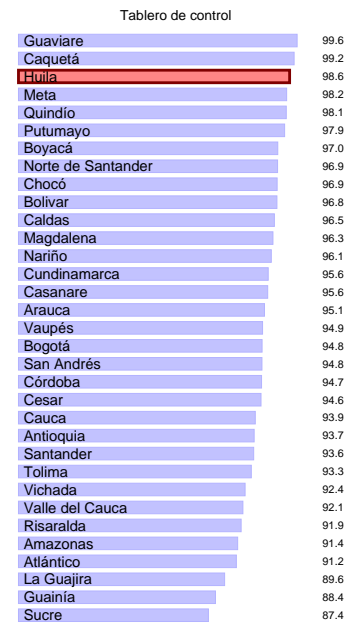 Tablero de control
Guaviare 99.6
Caquetá 99.2
Huila 98.6
Meta 98.2
Quindío 98.1
Putumayo 97.9
Boyacá 97.0
Norte de Santander 96.9
Chocó 96.9
Bolivar 96.8
Caldas 96.5
Magdalena 96.3
Nariño 96.1
Cundinamarca 95.6
Casanare 95.6
Arauca 95.1
Vaupés 94.9
Bogotá 94.8
San Andrés 94.8
Córdoba 94.7
Cesar 94.6
Cauca 93.9
Antioquia 93.7
Santander 93.6
Tolima 93.3
Vichada 92.4
Valle del Cauca 92.1
Risaralda 91.9
Amazonas 91.4
Atlántico 91.2
La Guajira 89.6
Guainía 88.4
Sucre 87.4